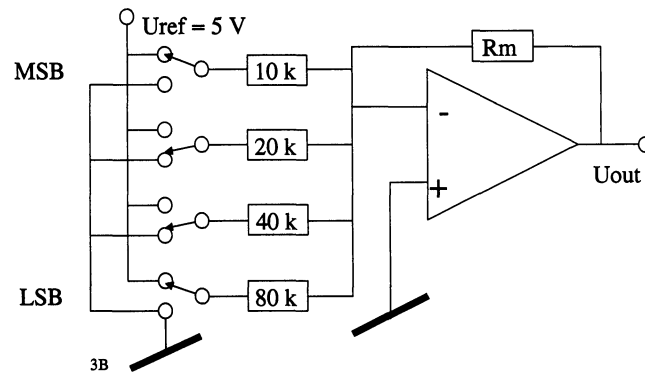 Uref = 5 V
MSB
10 k
Rm
20 k
-
+
Uout
40 k
LSB
80 k
3B